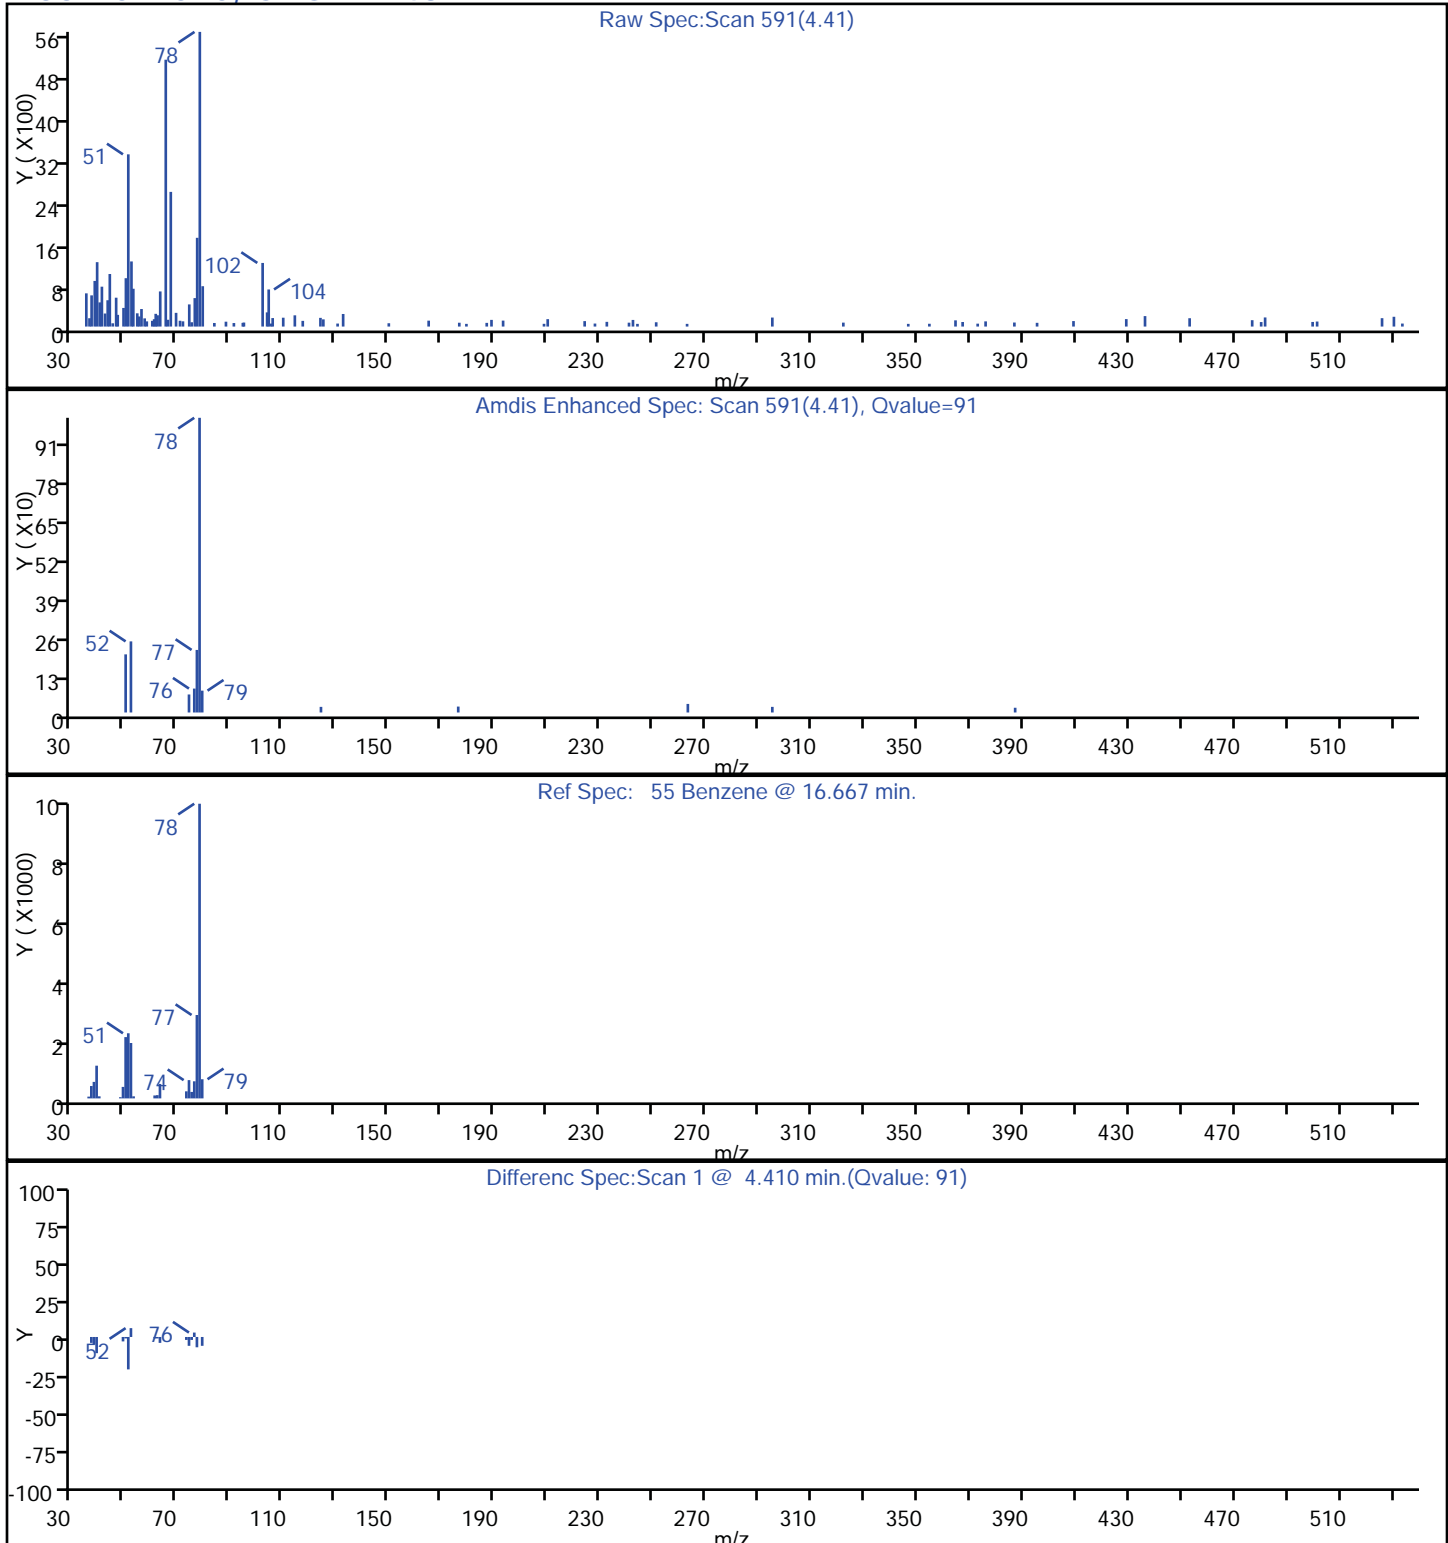 Raw Spec:Scan 591(4.41)
Y ( X100)
56
48
40
32
24
16
8
0
78
51
102
104
30 70 110 150 190 230 270 310 350 390 430 470 510
m/z
Amdis Enhanced Spec: Scan 591(4.41), Qvalue=91
Y ( X10)
91
78
65
52
39
26
13
0
78
52
77
76
79
30 70 110 150 190 230 270 310 350 390 430 470 510
m/z
Ref Spec: 55 Benzene @ 16.667 min.
Y ( X1000)
10
8
6
4
2
0
78
77
51
74
79
30 70 110 150 190 230 270 310 350 390 430 470 510
m/z
Differenc Spec:Scan 1 @ 4.410 min.(Qvalue: 91)
Y
100
75
50
25
0
-25
-50
-75
-100
52
76
30 70 110 150 190 230 270 310 350 390 430 470 510
m/z